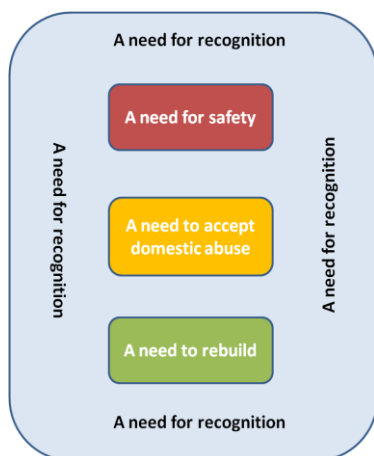 A need for recognition
A need for safety
A need for recognition
A need for recognition
A need to accept
domestic abuse
A need to rebuild
A need for recognition